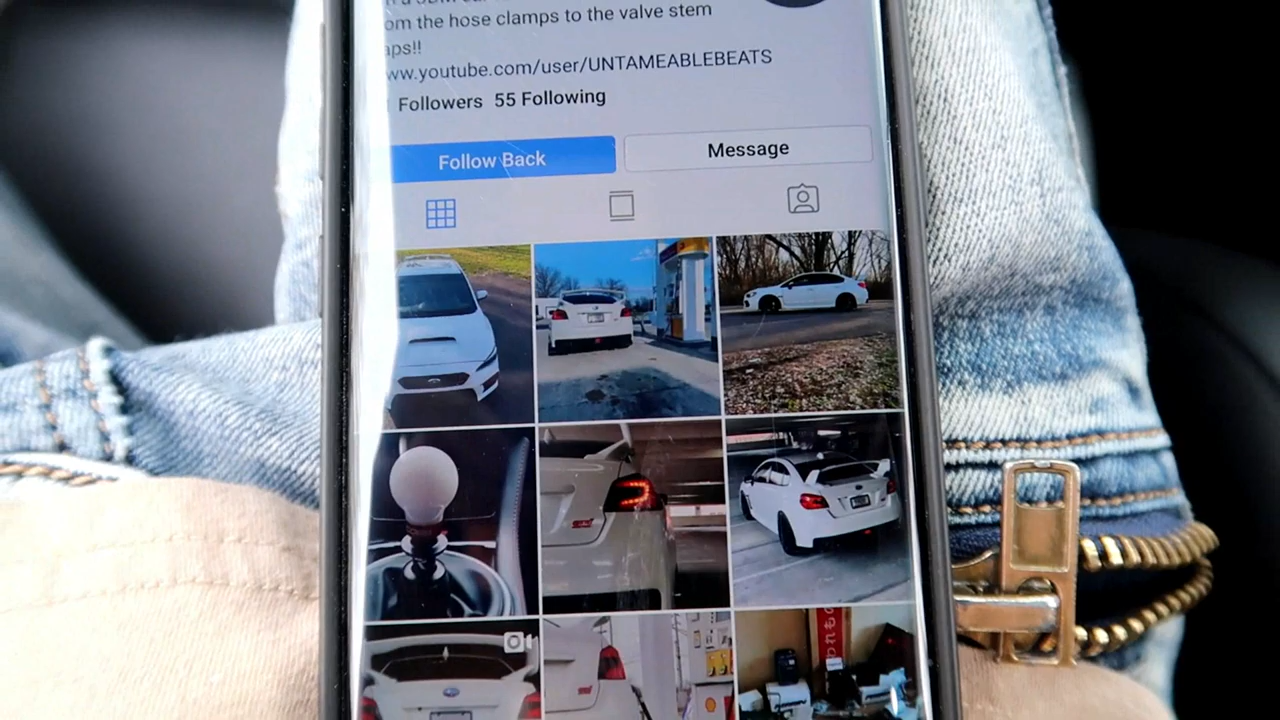 om the hose clamps to the valve stem
aps!!
ww.youtube.com/user/UNTAMEABLEBEATS
Followers 55 Following
Follow Back
Message